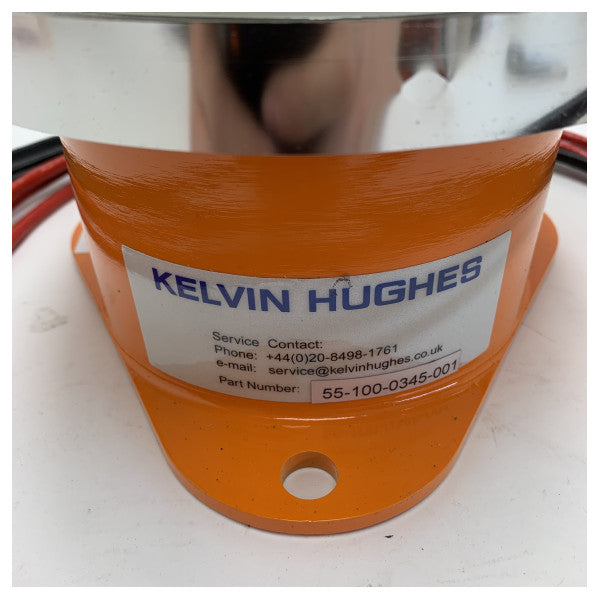 KELVIN HUGHES
Service Contact:
Phone: +44(0)20-8498-1761
e-mail: service@kelvinhughes.co.uk
Part Number: 55-100-0345-001